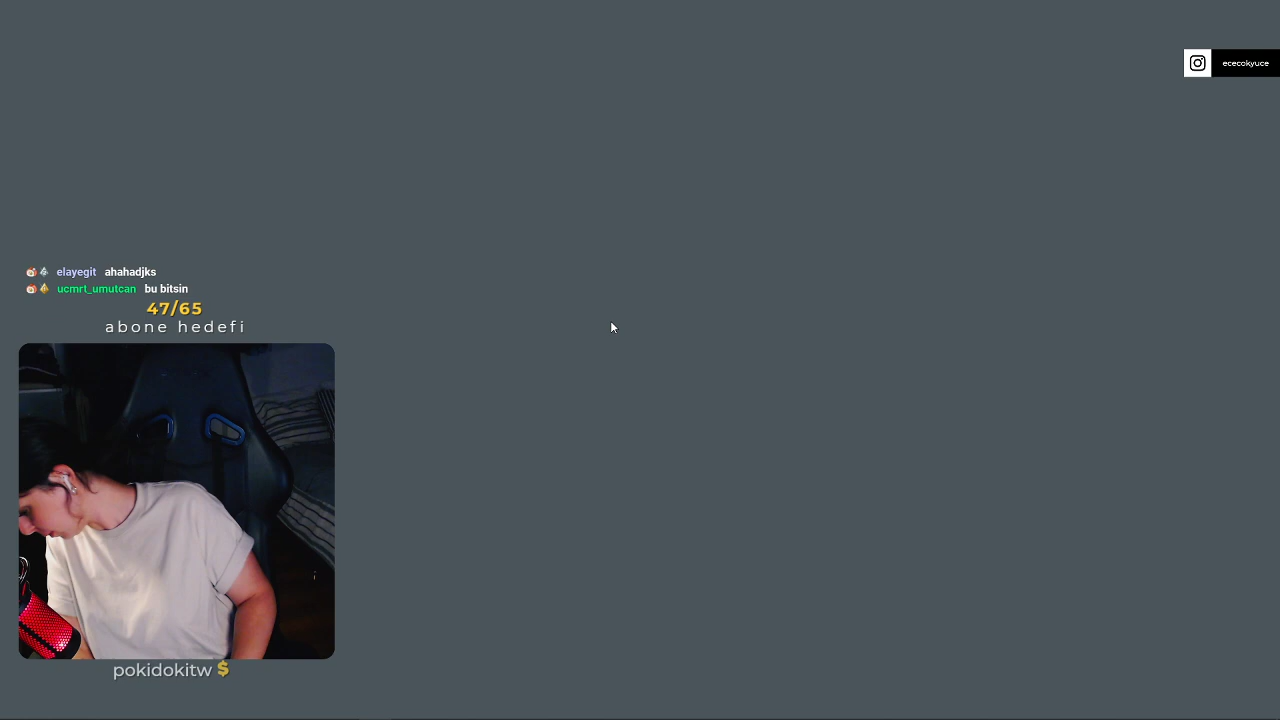 ececokyuce
elayegit ahahadjks
ucmrt_umutcan bu bitsin
47/65
abone hedefi
pokidokitw $